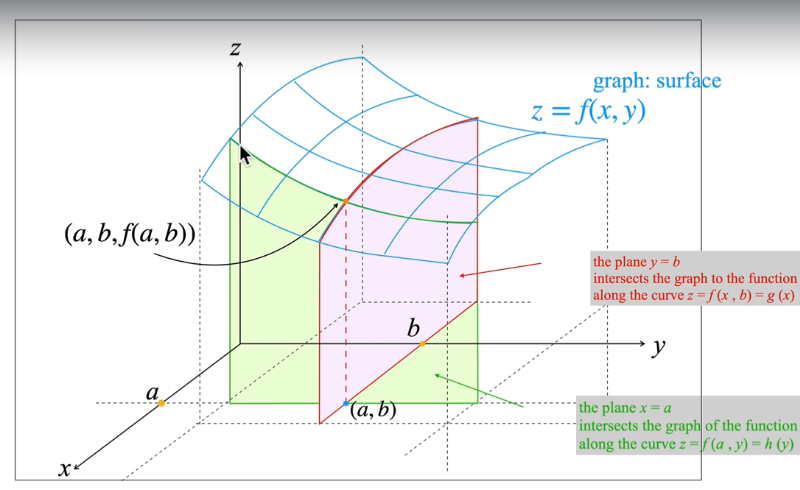 z
graph: surface
z = f(x, y)
(a, b, f(a, b))
the plane y = b
intersects the graph to the function
along the curve z = f (x , b) = g (x)
b
y
a
(a, b)
the plane x = a
intersects the graph of the function
along the curve z = f (a , y) = h (y)
x